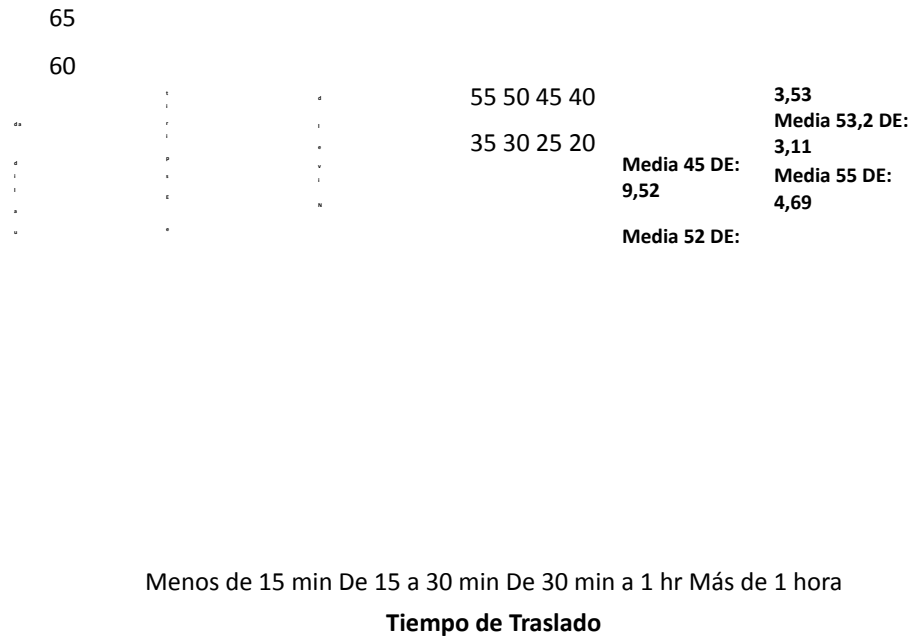 65
60
55 50 45 40
35 30 25 20
da
d
i
l
a
u
t
i
r
i
p
s
E
e
d
l
e
v
i
N
Media 45 DE:
9,52
Media 52 DE:
3,53
Media 53,2 DE:
3,11
Media 55 DE:
4,69
Menos de 15 min De 15 a 30 min De 30 min a 1 hr Más de 1 hora
Tiempo de Traslado